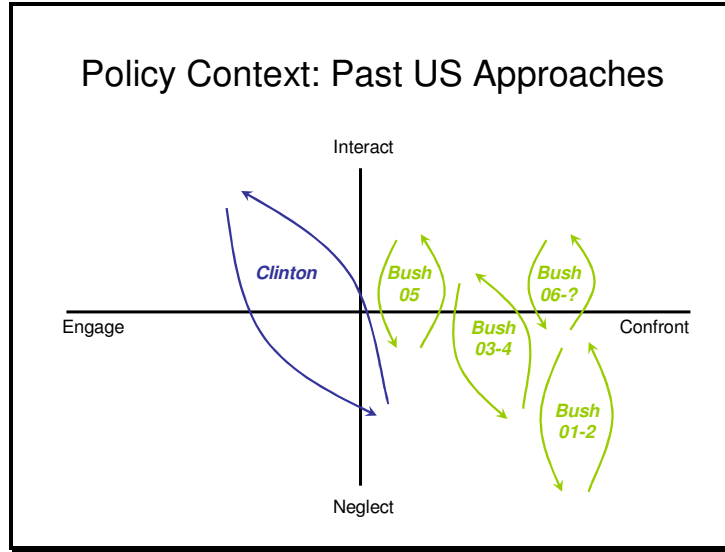 Policy Context: Past US Approaches
Interact
Clinton
Bush
05
Bush
06-?
Engage
Confront
Bush
03-4
Bush
01-2
Neglect